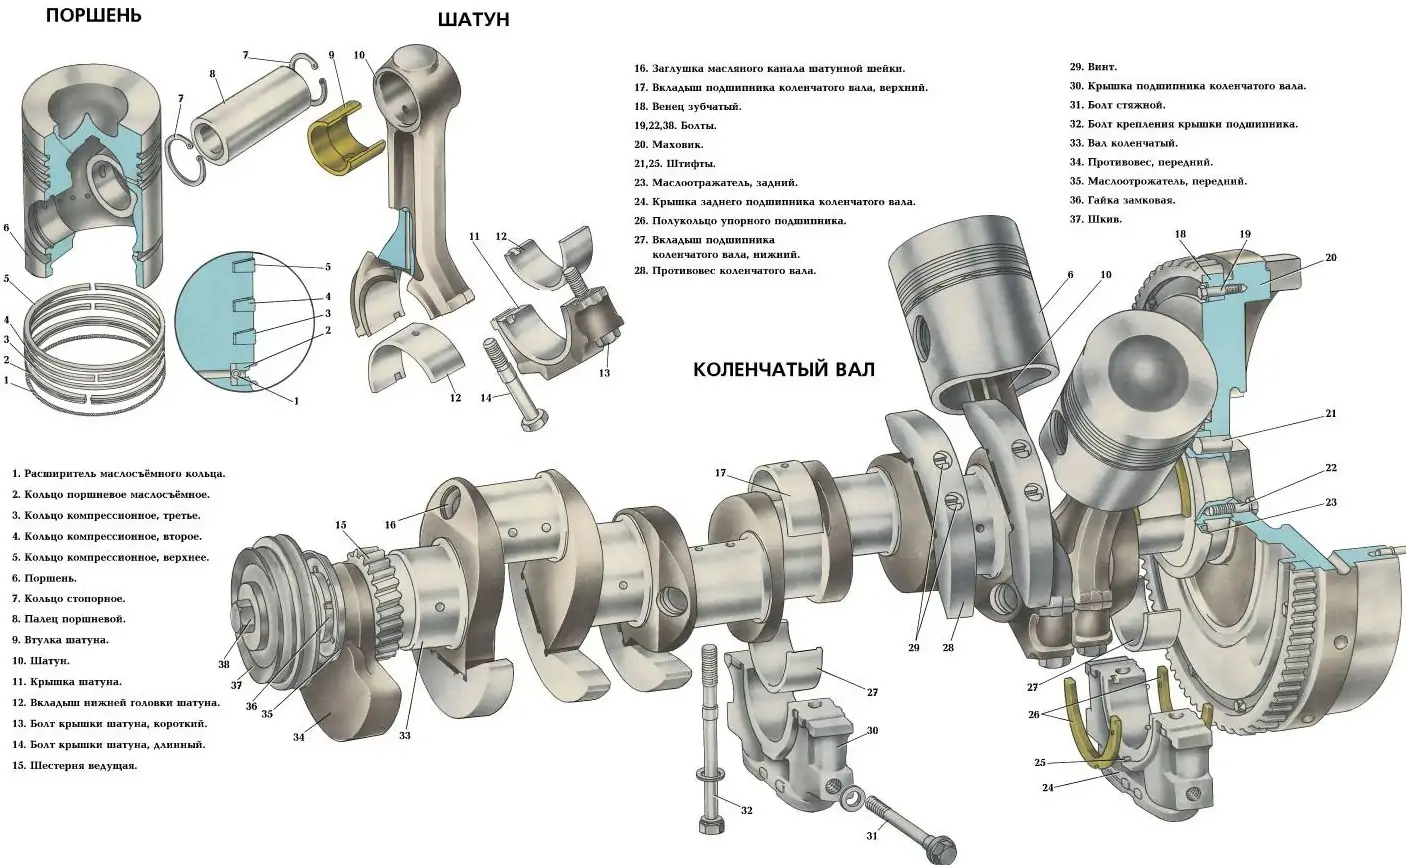 ПОРШЕНЬ
ШАТУН
7
9
10
8
7
6
5
4
3
2
1
5
4
3
2
1
11
12
12
13
14
16. Заглушка масляного канала шатунной шейки.
17. Вкладыш подшипника коленчатого вала, верхний.
18. Венец зубчатый.
19,22,38. Болты.
20. Маховик.
21,25. Штифты.
23. Маслоотражатель, задний.
24. Крышка заднего подшипника коленчатого вала.
26. Полукольцо упорного подшипника.
27. Вкладыш подшипника
коленчатого вала, нижний.
28. Противовес коленчатого вала.
29. Винт.
30. Крышка подшипника коленчатого вала.
31. Болт стяжной.
32. Болт крепления крышки подшипника.
33. Вал коленчатый.
34. Противовес, передний.
35. Маслоотрожатель, передний.
36. Гайка замковая.
37. Шкив.
КОЛЕНЧАТЫЙ ВАЛ
6
10
18
19
20
21
22
23
17
16
15
1. Расширитель маслосъёмного кольца.
2. Кольцо поршневое маслосъёмное.
3. Кольцо компрессионное, третье.
4. Кольцо компрессионное, второе.
5. Кольцо компрессионное, верхнее.
6. Поршень.
7. Кольцо стопорное.
8. Палец поршневой.
9. Втулка шатуна.
10. Шатун.
11. Крышка шатуна.
12. Вкладыш нижней головки шатуна.
13. Болт крышки шатуна, короткий.
14. Болт крышки шатуна, длинный.
15. Шестерня ведущая.
38
37
36
35
34
33
29
28
27
30
32
31
27
26
25
24